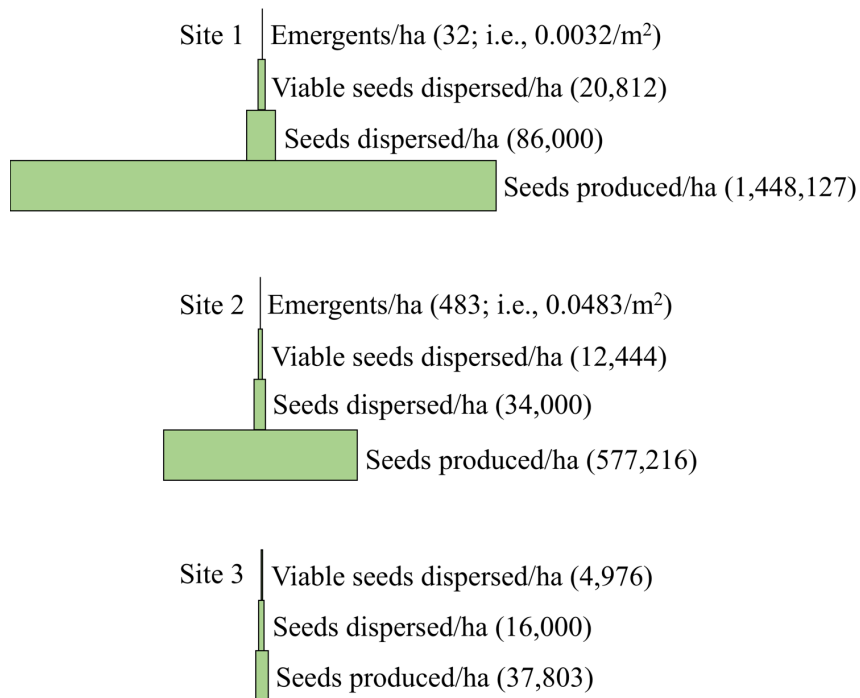 Site 1 Emergents/ha (32; i.e., 0.0032/m²)
Viable seeds dispersed/ha (20,812)
Seeds dispersed/ha (86,000)
Seeds produced/ha (1,448,127)
Site 2 Emergents/ha (483; i.e., 0.0483/m²)
Viable seeds dispersed/ha (12,444)
Seeds dispersed/ha (34,000)
Seeds produced/ha (577,216)
Site 3 Viable seeds dispersed/ha (4,976)
Seeds dispersed/ha (16,000)
Seeds produced/ha (37,803)